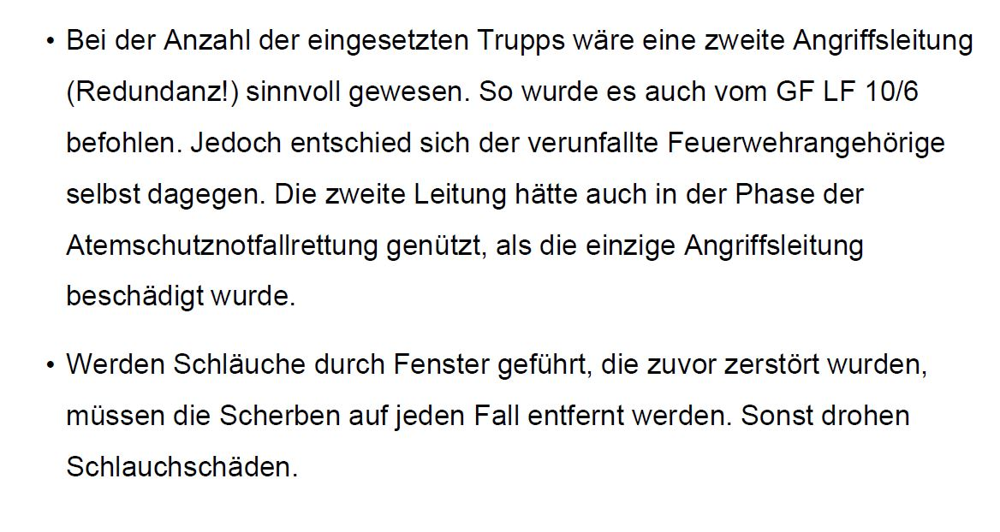 • Bei der Anzahl der eingesetzten Trupps wäre eine zweite Angriffsleitung
(Redundanz!) sinnvoll gewesen. So wurde es auch vom GF LF 10/6
befohlen. Jedoch entschied sich der verunfallte Feuerwehrangehörige
selbst dagegen. Die zweite Leitung hätte auch in der Phase der
Atemschutznotfallrettung genützt, als die einzige Angriffsleitung
beschädigt wurde.
• Werden Schläuche durch Fenster geführt, die zuvor zerstört wurden,
müssen die Scherben auf jeden Fall entfernt werden. Sonst drohen
Schlauchschäden.